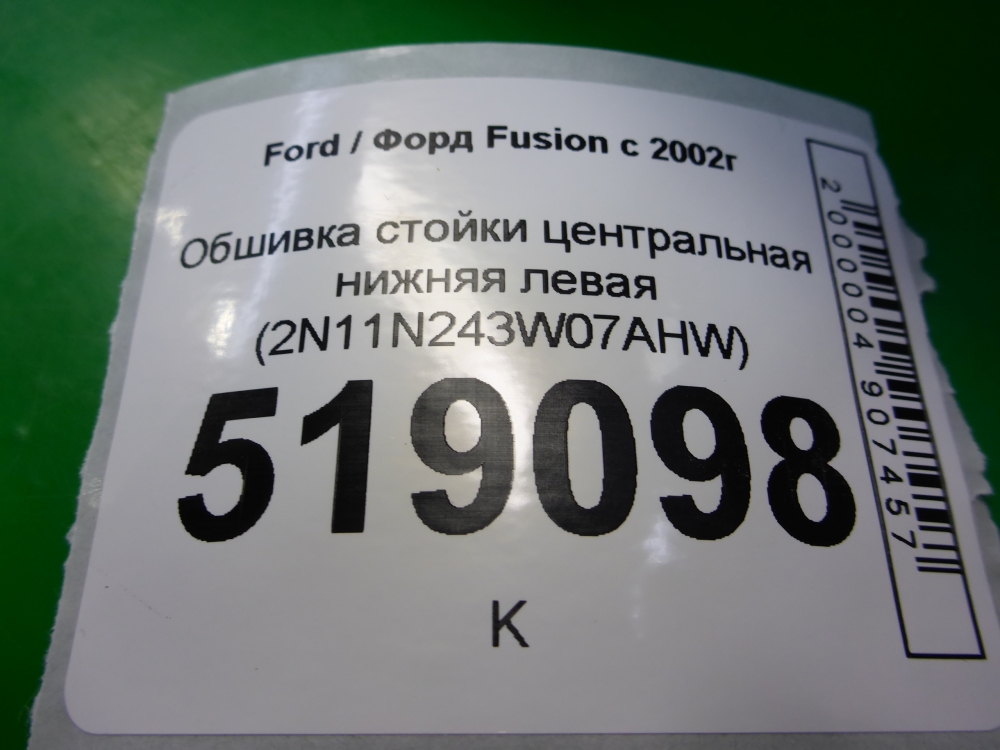 Ford / Форд Fusion с 2002г
Обшивка стойки центральная
нижняя левая
(2N11N243W07AHW)
519098
К
2000004907457